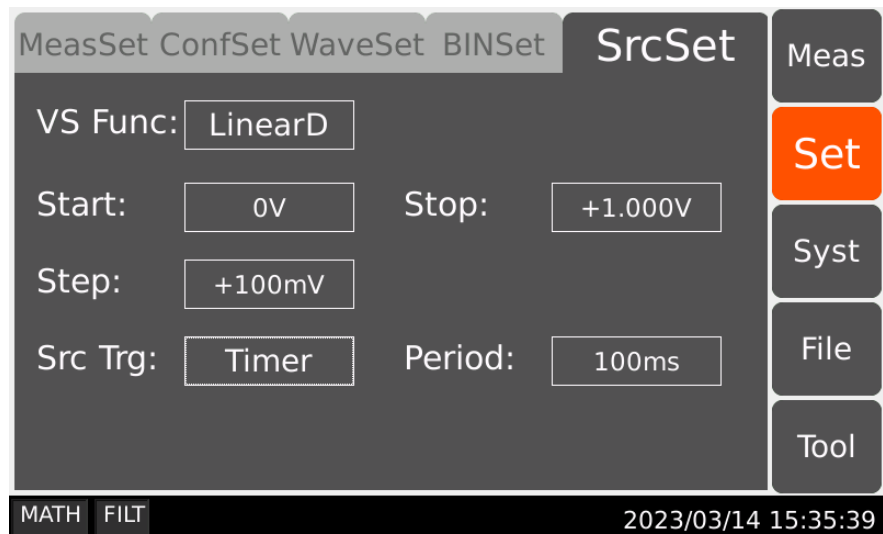 MeasSet ConfSet WaveSet BINSet SrcSet
Meas
VS Func: LinearD
Set
Start: 0V Stop: +1.000V
Syst
Step: +100mV
Src Trg: Timer Period: 100ms
File
Tool
MATH FILT 2023/03/14 15:35:39